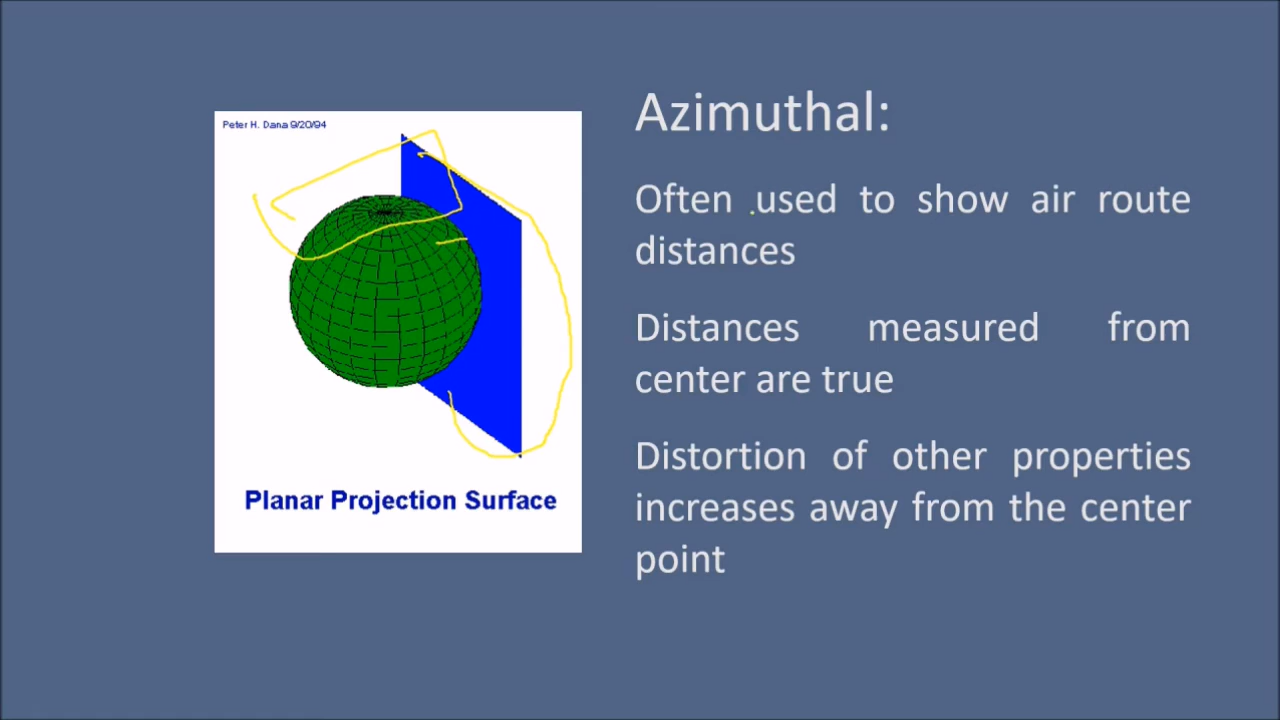 Peter H. Dana 9/20/94
Planar Projection Surface
Azimuthal:
Often used to show air route
distances
Distances measured from
center are true
Distortion of other properties
increases away from the center
point